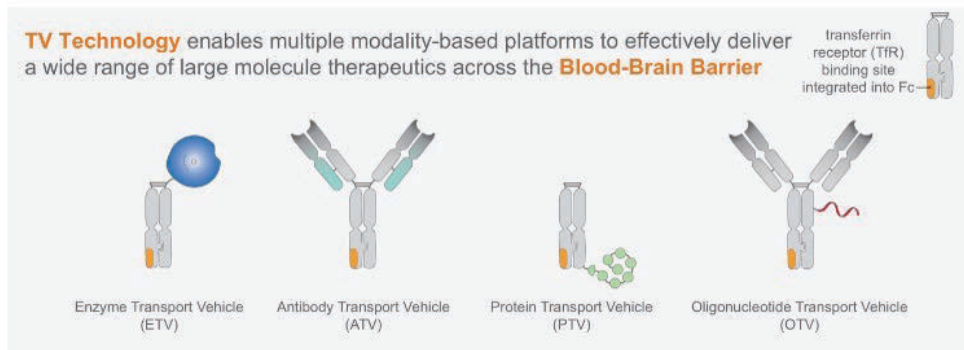 TV Technology enables multiple modality-based platforms to effectively deliver
a wide range of large molecule therapeutics across the Blood-Brain Barrier
transferrin
receptor (TfR)
binding site
integrated into Fc
Enzyme Transport Vehicle
(ETV)
Antibody Transport Vehicle
(ATV)
Protein Transport Vehicle
(PTV)
Oligonucleotide Transport Vehicle
(OTV)